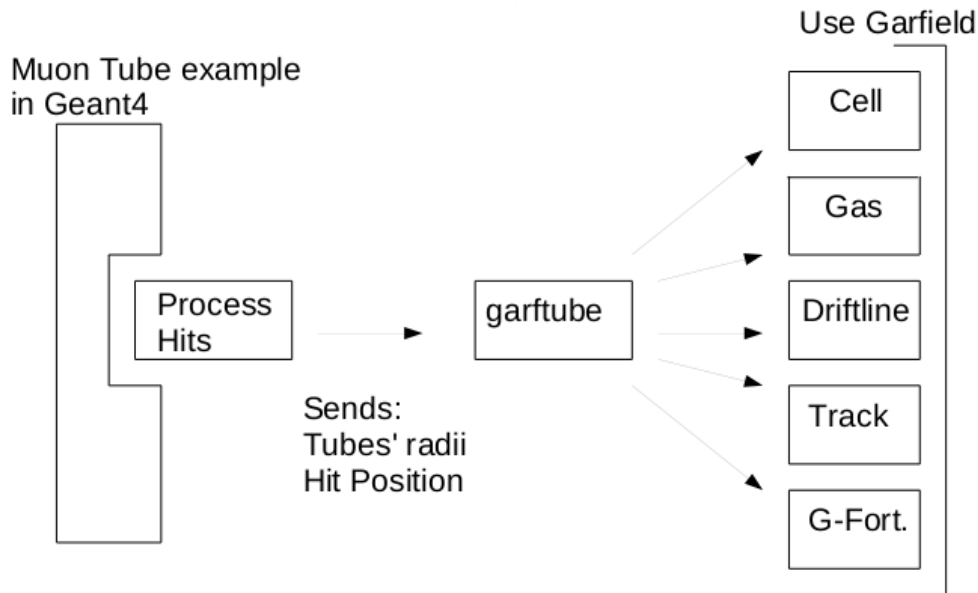 Use Garfield
Muon Tube example
in Geant4
Cell
Gas
Process
Hits
garftube
Driftline
Sends:
Tubes' radii
Hit Position
Track
G-Fort.